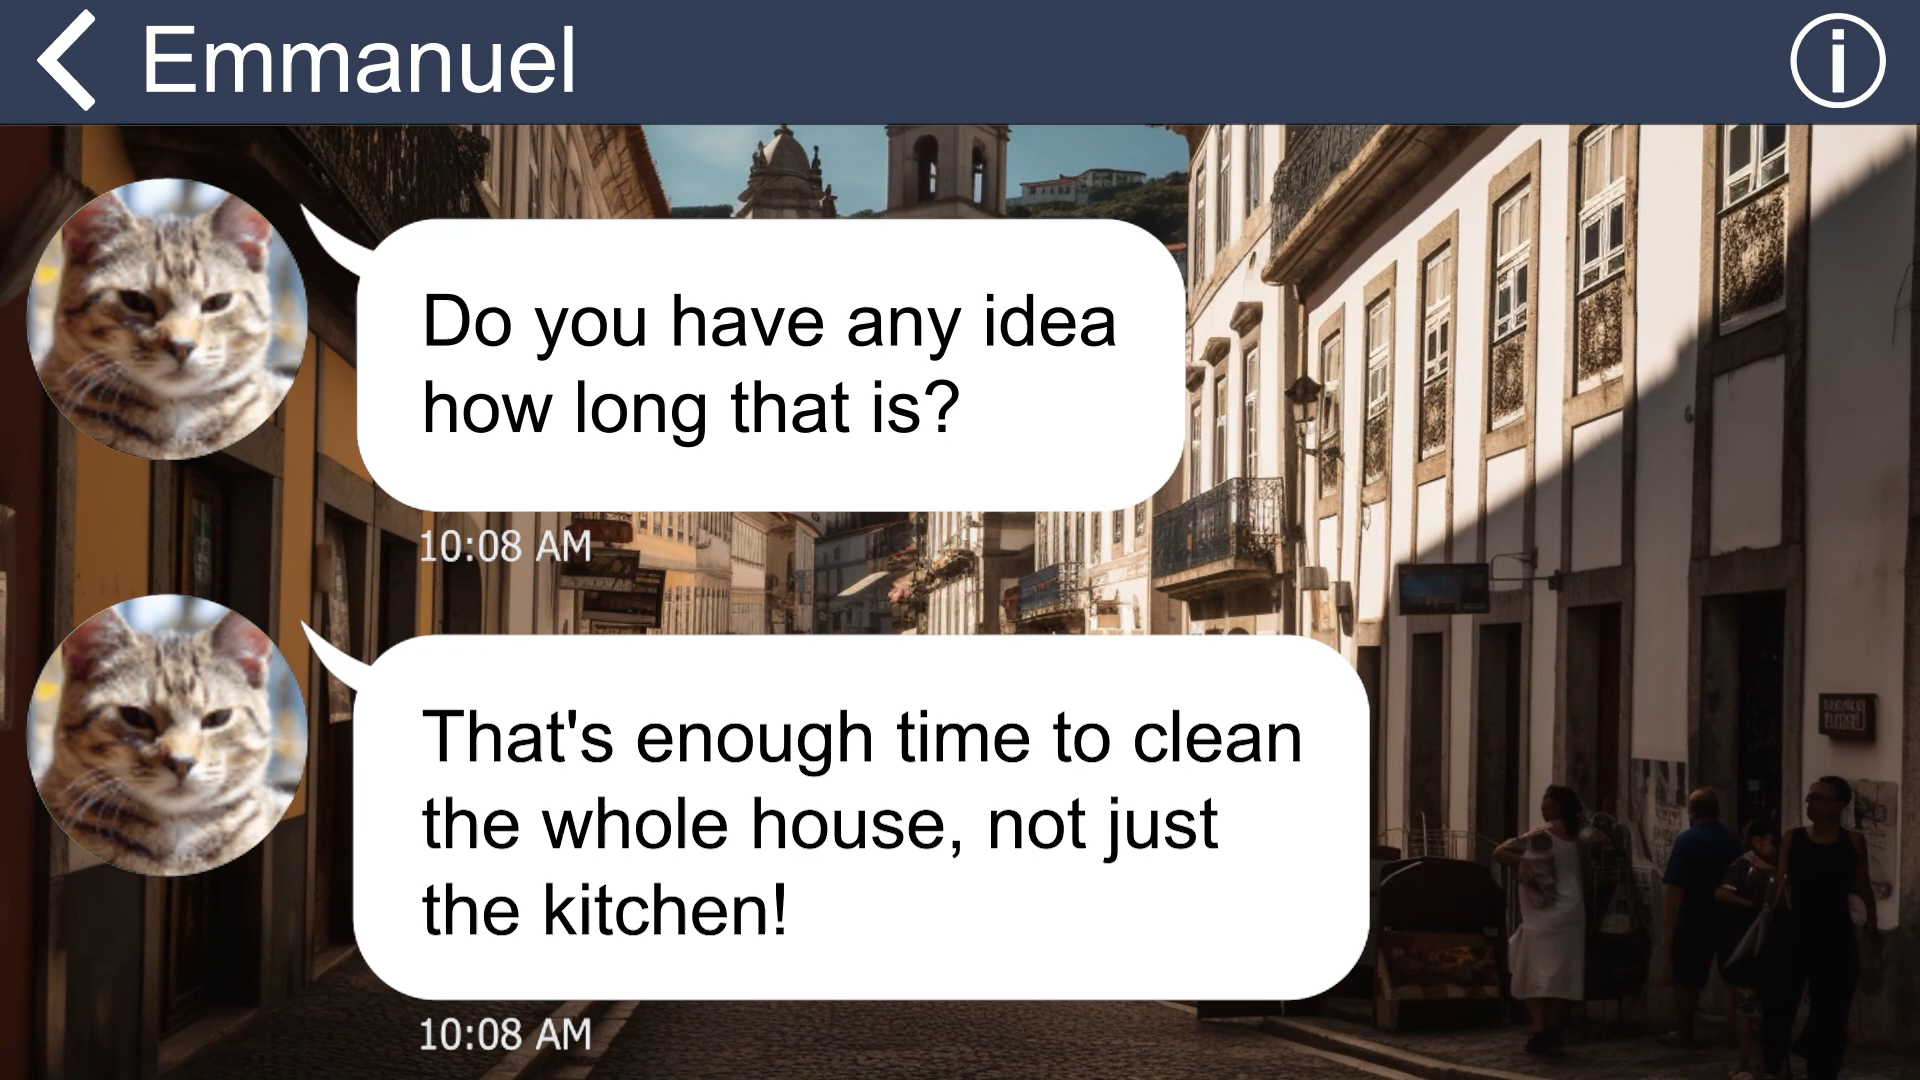 Emmanuel
Do you have any idea
how long that is?
10:08 AM
That's enough time to clean
the whole house, not just
the kitchen!
10:08 AM